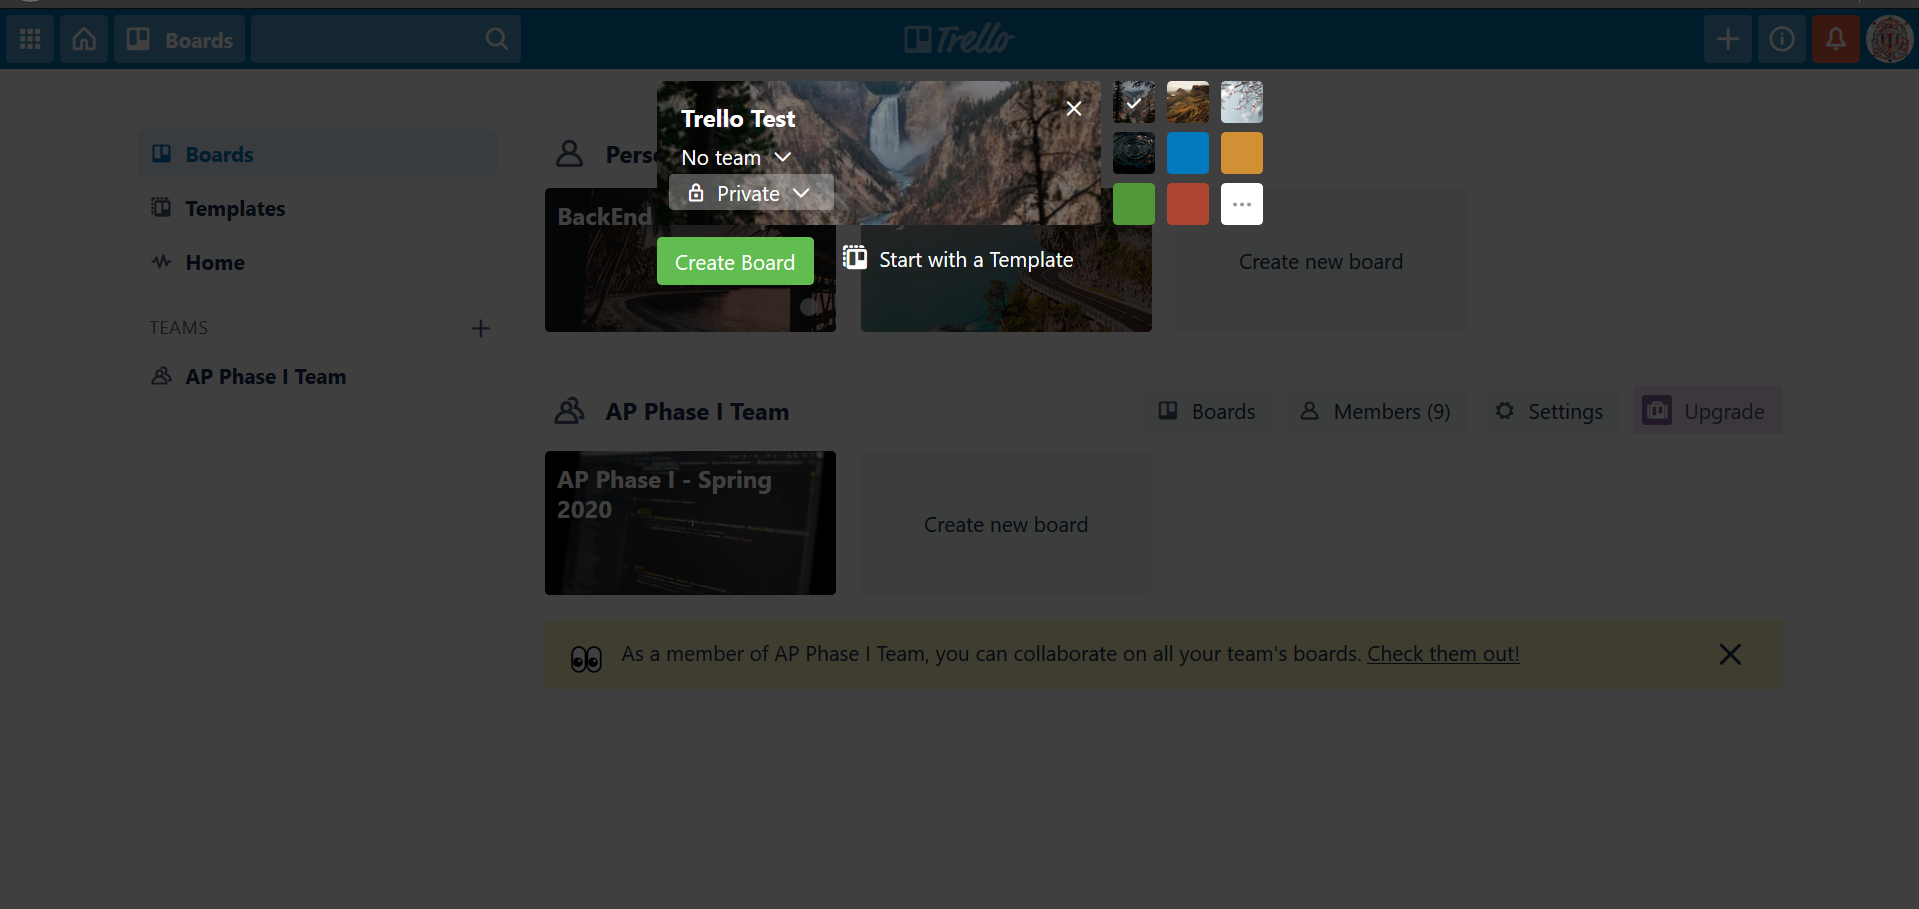 Boards
Trello
Trello Test
No team
Private
Create Board
Start with a Template
Boards
Templates
Home
TEAMS
AP Phase I Team
BackEnd
Create new board
AP Phase I Team
Boards
Members (9)
Settings
Upgrade
AP Phase I - Spring
2020
Create new board
As a member of AP Phase I Team, you can collaborate on all your team's boards. Check them out!